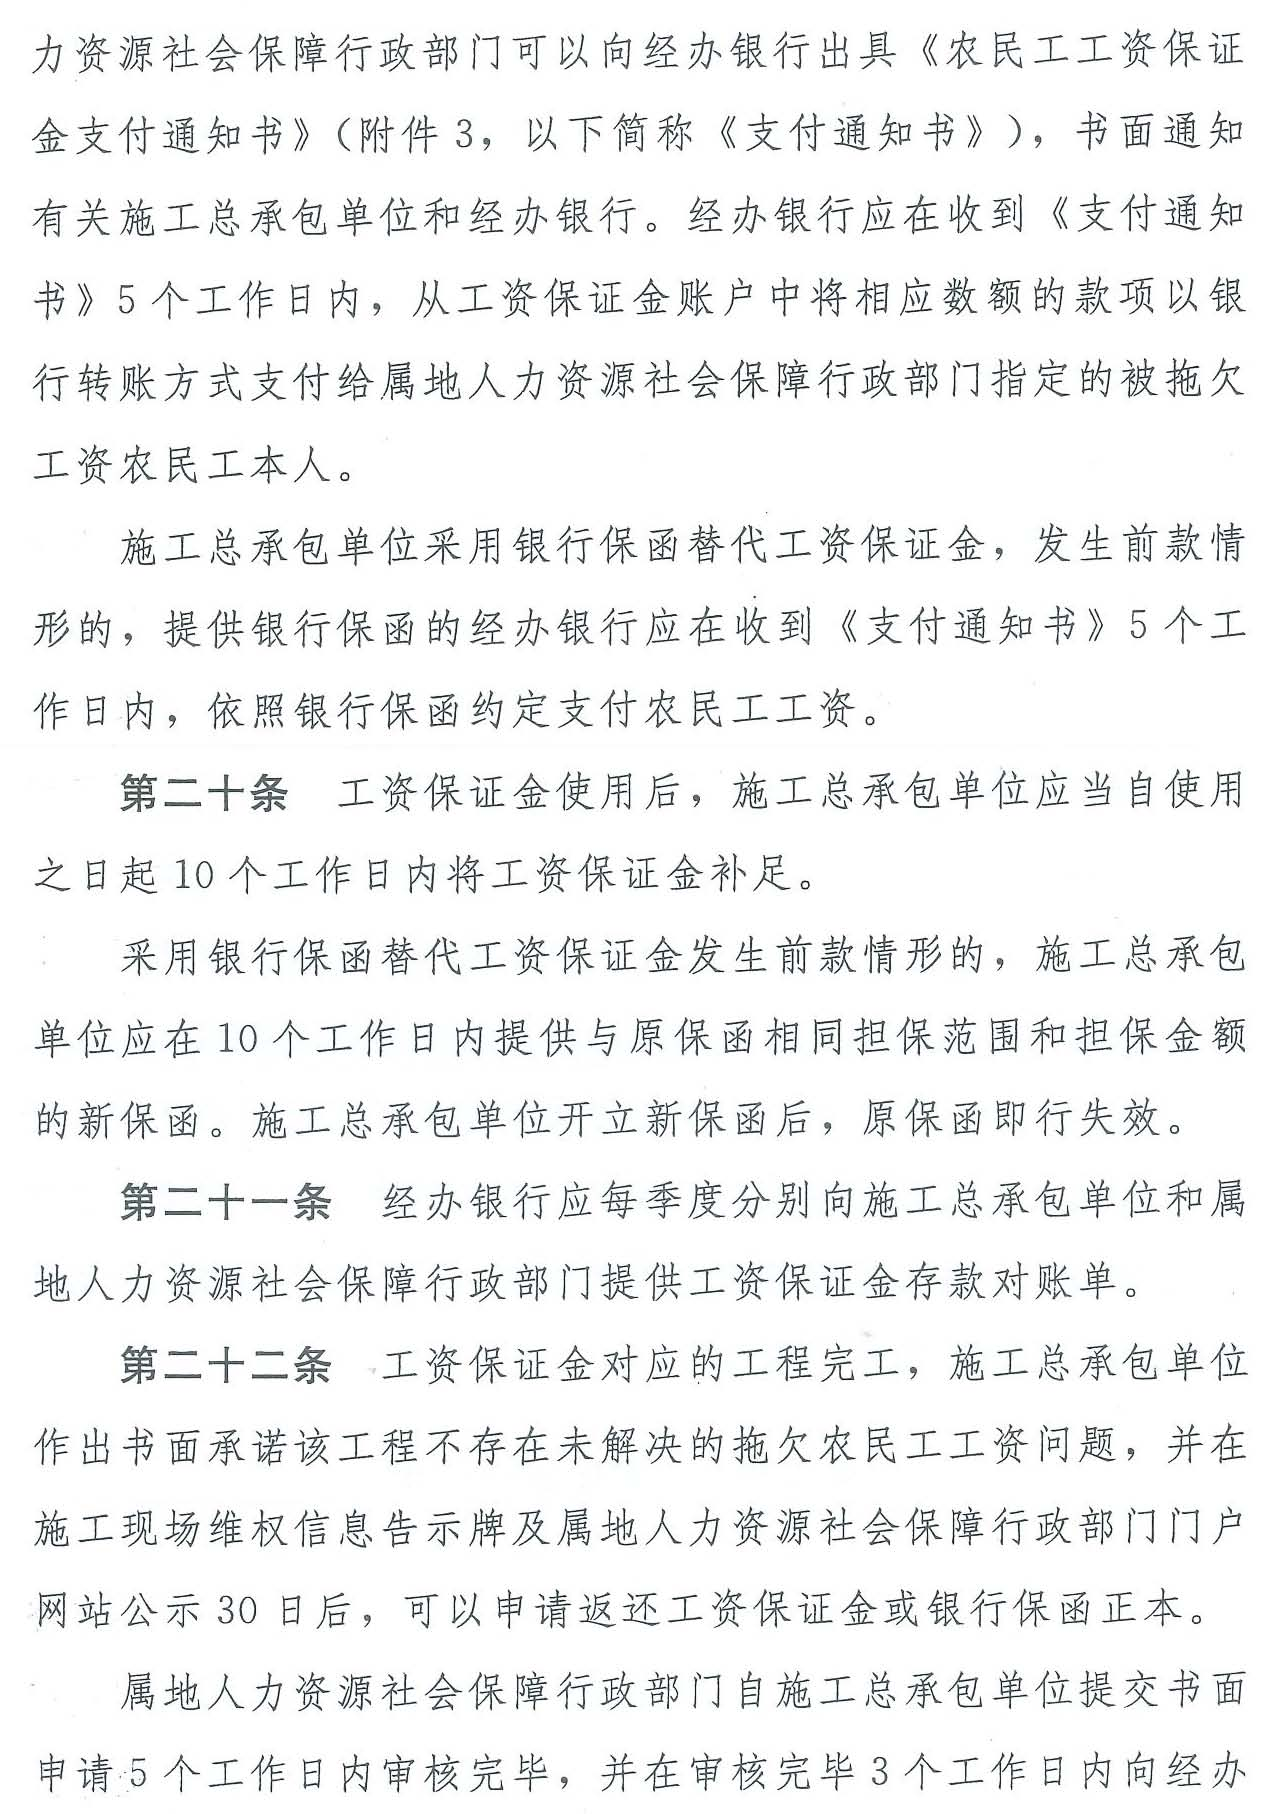 力资源社会保障行政部门可以向经办银行出具《农民工工资保证
金支付通知书》（附件 3，以下简称《支付通知书》），书面通知
有关施工总承包单位和经办银行。经办银行应在收到《支付通知
书》5 个工作日内，从工资保证金账户中将相应数额的款项以银
行转账方式支付给属地人力资源社会保障行政部门指定的被拖欠
工资农民工本人。
施工总承包单位采用银行保函替代工资保证金，发生前款情
形的，提供银行保函的经办银行应在收到《支付通知书》5 个工
作日内，依照银行保函约定支付农民工工资。
第二十条　工资保证金使用后，施工总承包单位应当自使用
之日起 10 个工作日内将工资保证金补足。
采用银行保函替代工资保证金发生前款情形的，施工总承包
单位应在 10 个工作日内提供与原保函相同担保范围和担保金额
的新保函。施工总承包单位开立新保函后，原保函即行失效。
第二十一条　经办银行应每季度分别向施工总承包单位和属
地人力资源社会保障行政部门提供工资保证金存款对账单。
第二十二条　工资保证金对应的工程完工，施工总承包单位
作出书面承诺该工程不存在未解决的拖欠农民工工资问题，并在
施工现场维权信息告示牌及属地人力资源社会保障行政部门门户
网站公示 30 日后，可以申请返还工资保证金或银行保函正本。
属地人力资源社会保障行政部门自施工总承包单位提交书面
申请 5 个工作日内审核完毕，并在审核完毕 3 个工作日内向经办